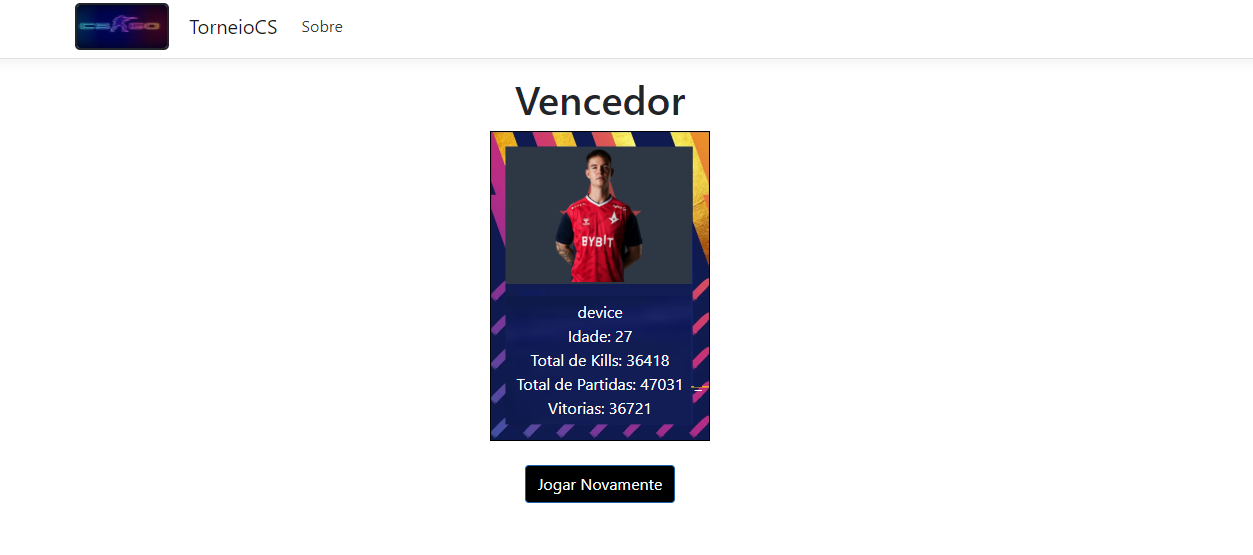 CS GO
TorneioCS
Sobre
Vencedor
BYBIT
device
Idade: 27
Total de Kills: 36418
Total de Partidas: 47031
Vitorias: 36721
Jogar Novamente